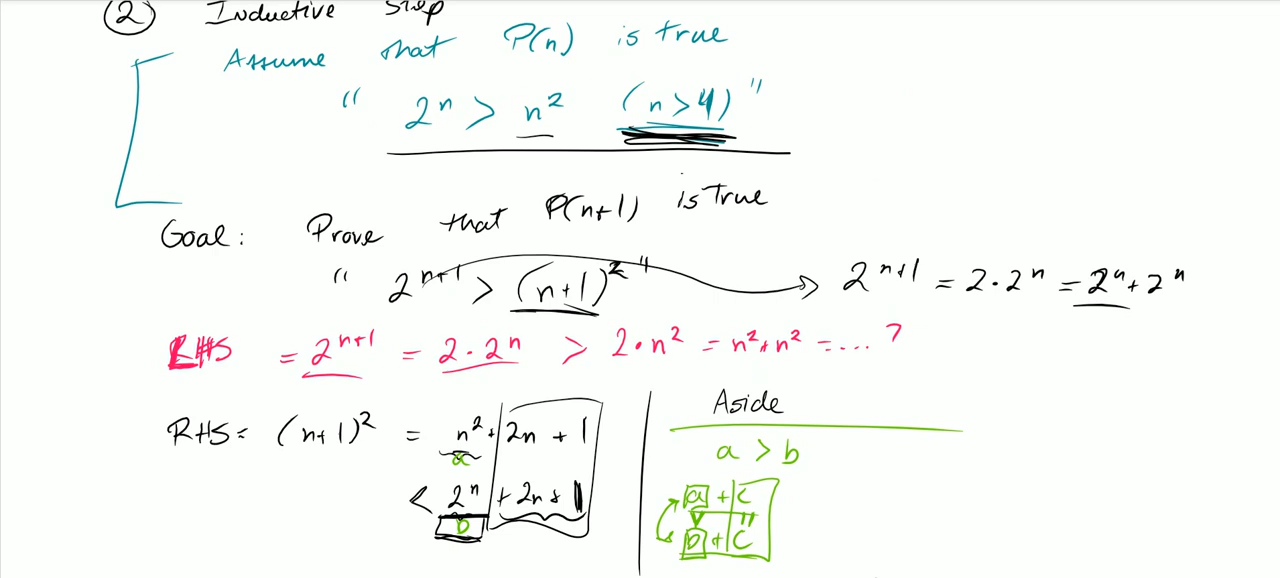 ② Inductive Step
Assume that P(n) is true
“ 2ⁿ > n² (n>4) ”
Goal: Prove that P(n+1) is true
“ 2ⁿ⁺¹ > (n+1)² ” → 2ⁿ⁺¹ = 2·2ⁿ = 2ⁿ + 2ⁿ
LHS = 2ⁿ⁺¹ = 2·2ⁿ > 2·n² = n²+n² = .... ?
RHS = (n+1)² = n² + 2n + 1
a
< 2ⁿ + 2n + 1
b
Aside
a > b
a + c
∨ "
b + c